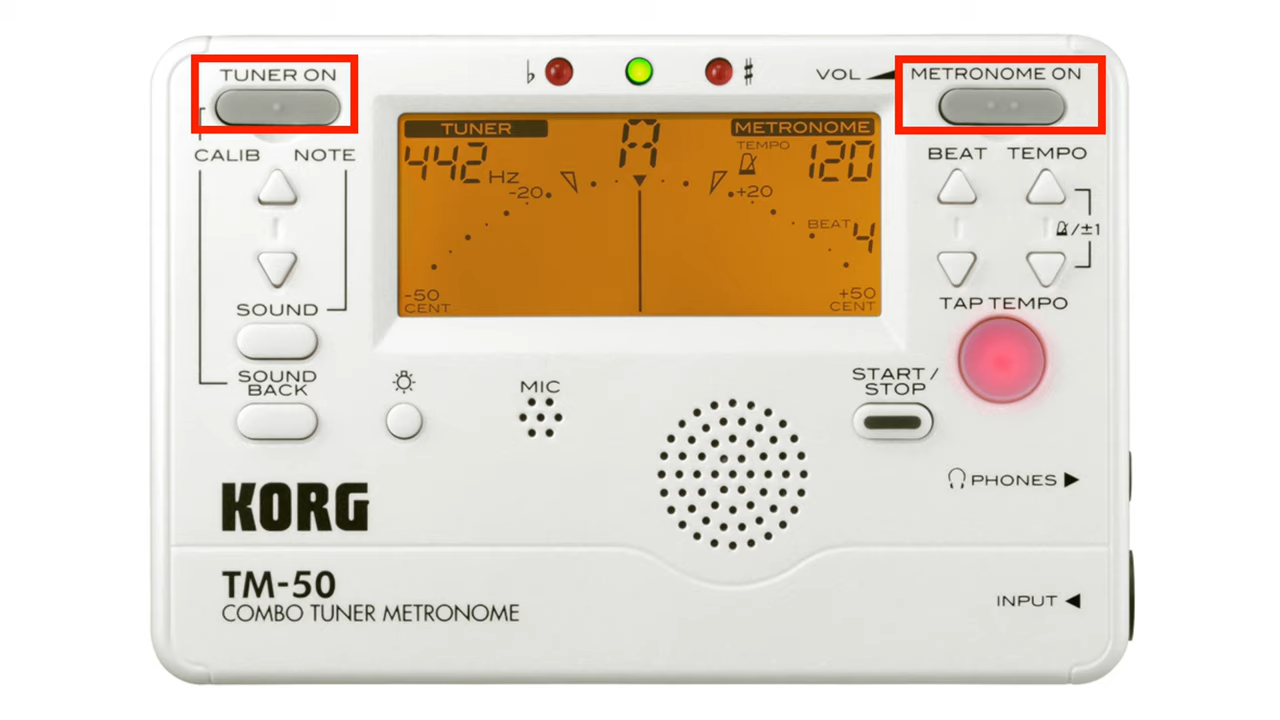 TUNER ON
♭
♯
VOL
METRONOME ON
TUNER
METRONOME
442 Hz
A
TEMPO
120
-20
+20
BEAT 4
-50
CENT
+50
CENT
CALIB
NOTE
BEAT
TEMPO
/±1
SOUND
SOUND
BACK
TAP TEMPO
MIC
START/
STOP
PHONES ▶
KORG
TM-50
COMBO TUNER METRONOME
INPUT ◀